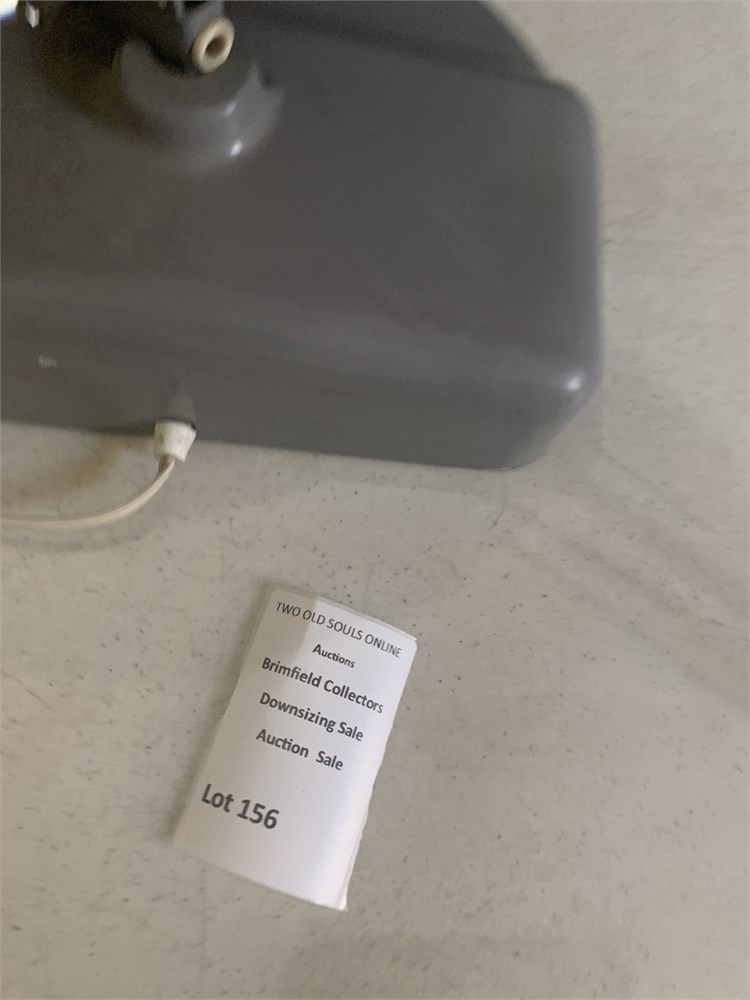 TWO OLD SOULS ONLINE
Auctions
Brimfield Collectors
Downsizing Sale
Auction Sale
Lot 156